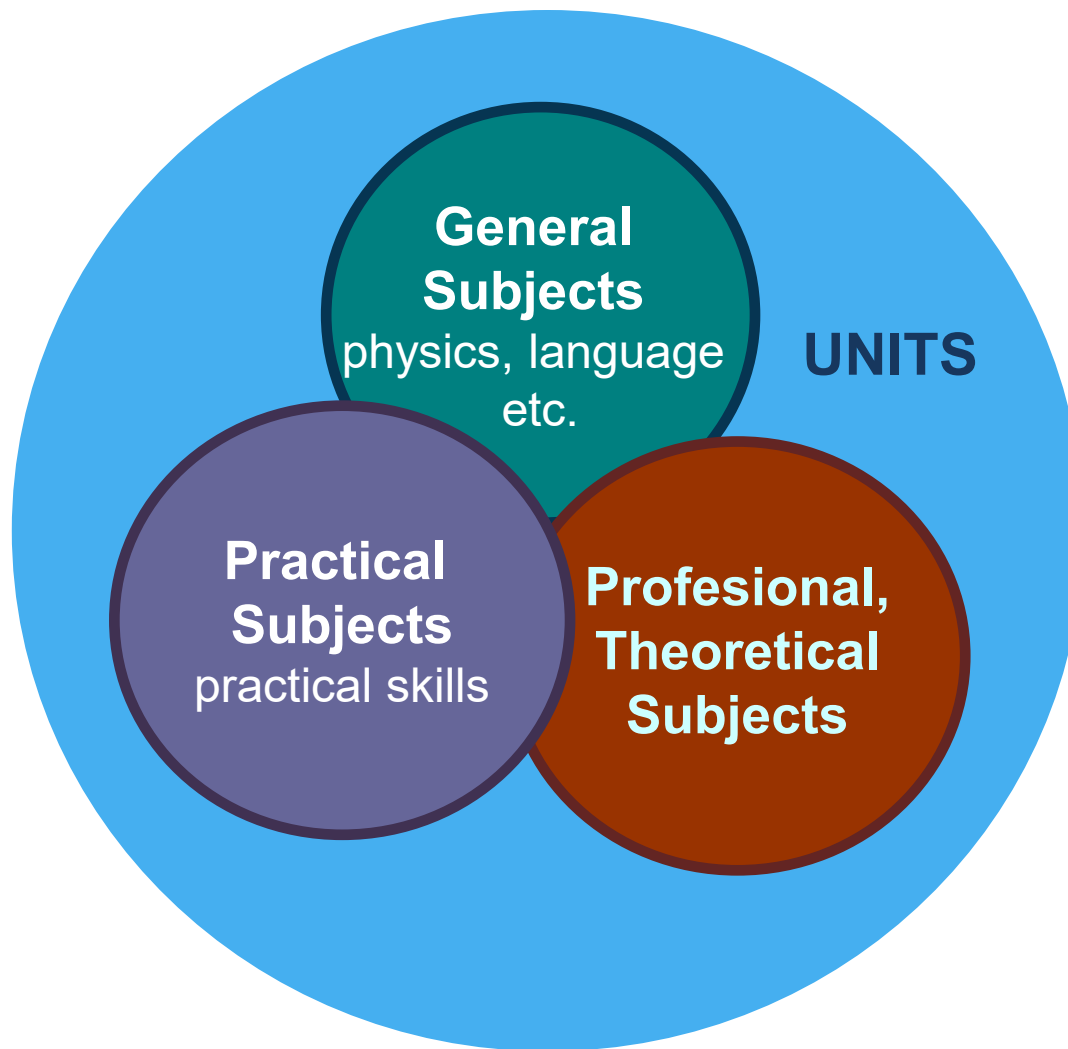 General
Subjects
physics, language
etc.
UNITS
Practical
Subjects
practical skills
Profesional,
Theoretical
Subjects